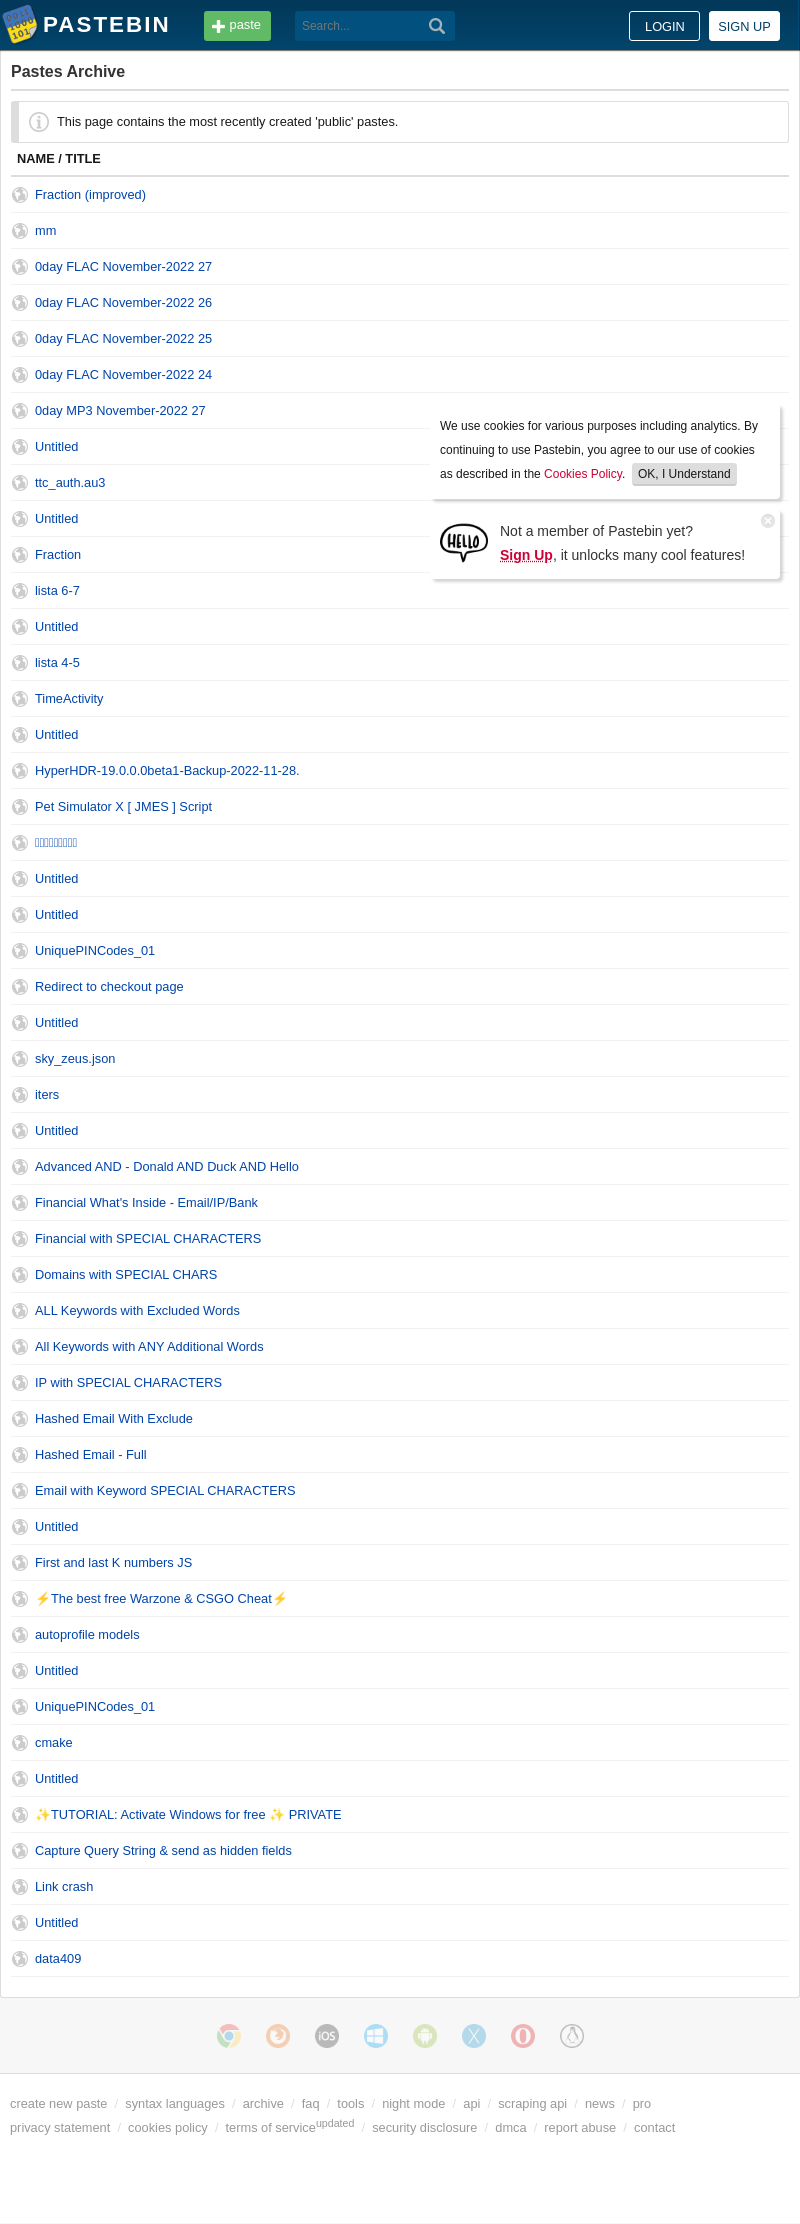 PASTEBIN paste Search... LOGIN SIGN UP
Pastes Archive
This page contains the most recently created 'public' pastes.
NAME / TITLE
Fraction (improved)
mm
0day FLAC November-2022 27
0day FLAC November-2022 26
0day FLAC November-2022 25
0day FLAC November-2022 24
0day MP3 November-2022 27
Untitled
ttc_auth.au3
Untitled
Fraction
We use cookies for various purposes including analytics. By
continuing to use Pastebin, you agree to our use of cookies
as described in the Cookies Policy. OK, I Understand
HELLO
Not a member of Pastebin yet?
Sign Up, it unlocks many cool features!
lista 6-7
Untitled
lista 4-5
TimeActivity
Untitled
HyperHDR-19.0.0.0beta1-Backup-2022-11-28.
Pet Simulator X [ JMES ] Script
Untitled
Untitled
UniquePINCodes_01
Redirect to checkout page
Untitled
sky_zeus.json
iters
Untitled
Advanced AND - Donald AND Duck AND Hello
Financial What's Inside - Email/IP/Bank
Financial with SPECIAL CHARACTERS
Domains with SPECIAL CHARS
ALL Keywords with Excluded Words
All Keywords with ANY Additional Words
IP with SPECIAL CHARACTERS
Hashed Email With Exclude
Hashed Email - Full
Email with Keyword SPECIAL CHARACTERS
Untitled
First and last K numbers JS
⚡The best free Warzone & CSGO Cheat⚡
autoprofile models
Untitled
UniquePINCodes_01
cmake
Untitled
✨TUTORIAL: Activate Windows for free ✨ PRIVATE
Capture Query String & send as hidden fields
Link crash
Untitled
data409
iOS X
create new paste / syntax languages / archive / faq / tools / night mode / api / scraping api / news / pro
privacy statement / cookies policy / terms of service updated / security disclosure / dmca / report abuse / contact